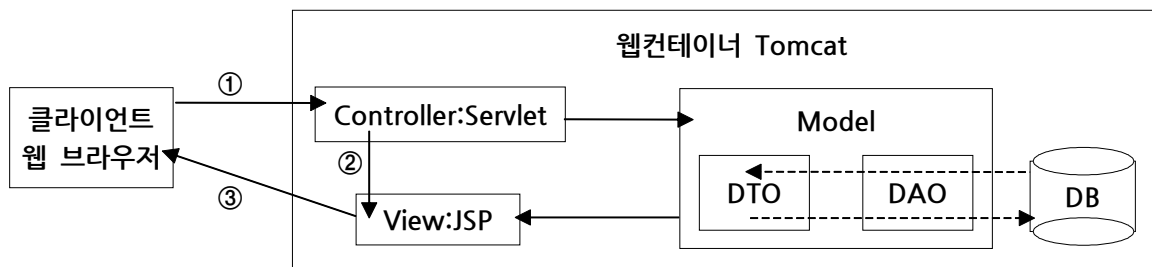 웹컨테이너 Tomcat
①
클라이언트
웹 브라우저
Controller:Servlet
Model
②
③
View:JSP
DTO
DAO
DB